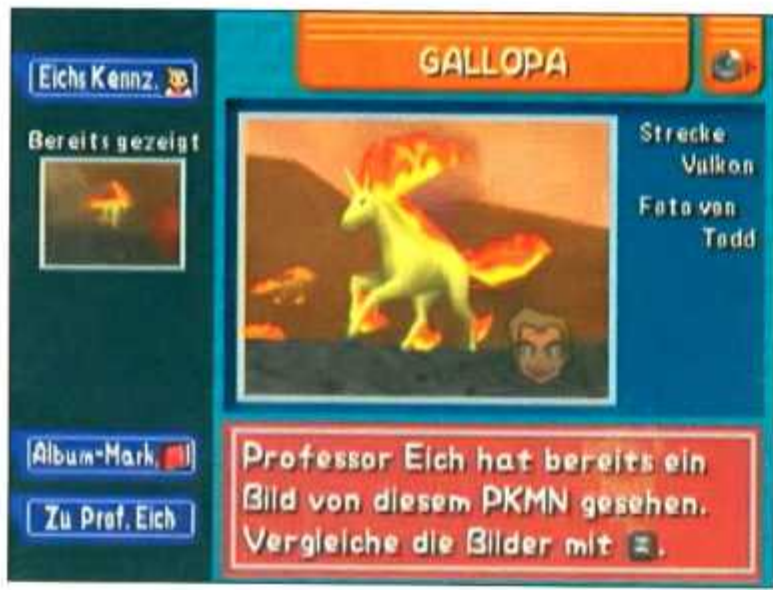 GALLOPA
Eichs Kennz.
Bereits gezeigt
Strecke
Vulkan
Foto von
Todd
Album-Mark.
Zu Prof. Eich
Professor Eich hat bereits ein
Bild von diesem PKMN gesehen.
Vergleiche die Bilder mit Z.